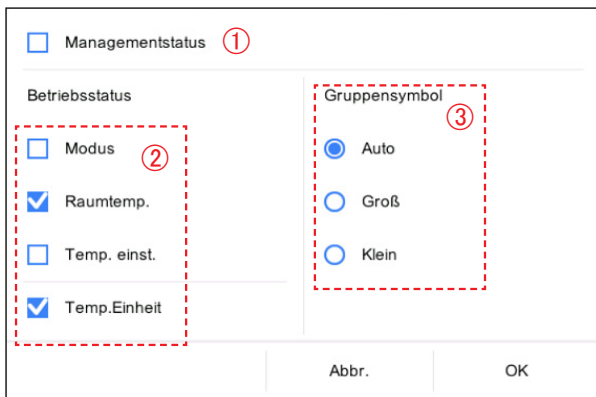 Managementstatus ①
Betriebsstatus
Modus ②
Raumtemp.
Temp. einst.
Temp.Einheit
Gruppensymbol
③
Auto
Groß
Klein
Abbr. OK